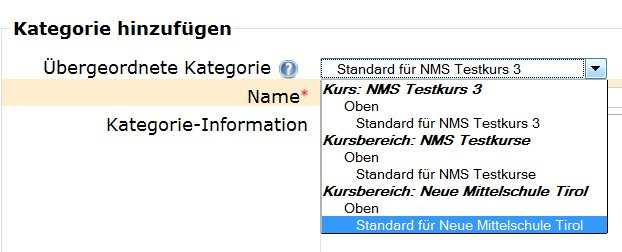 Kategorie hinzufügen
Übergeordnete Kategorie ? Standard für NMS Testkurs 3
Name*
Kategorie-Information
Kurs: NMS Testkurs 3
Oben
Standard für NMS Testkurs 3
Kursbereich: NMS Testkurse
Oben
Standard für NMS Testkurse
Kursbereich: Neue Mittelschule Tirol
Oben
Standard für Neue Mittelschule Tirol